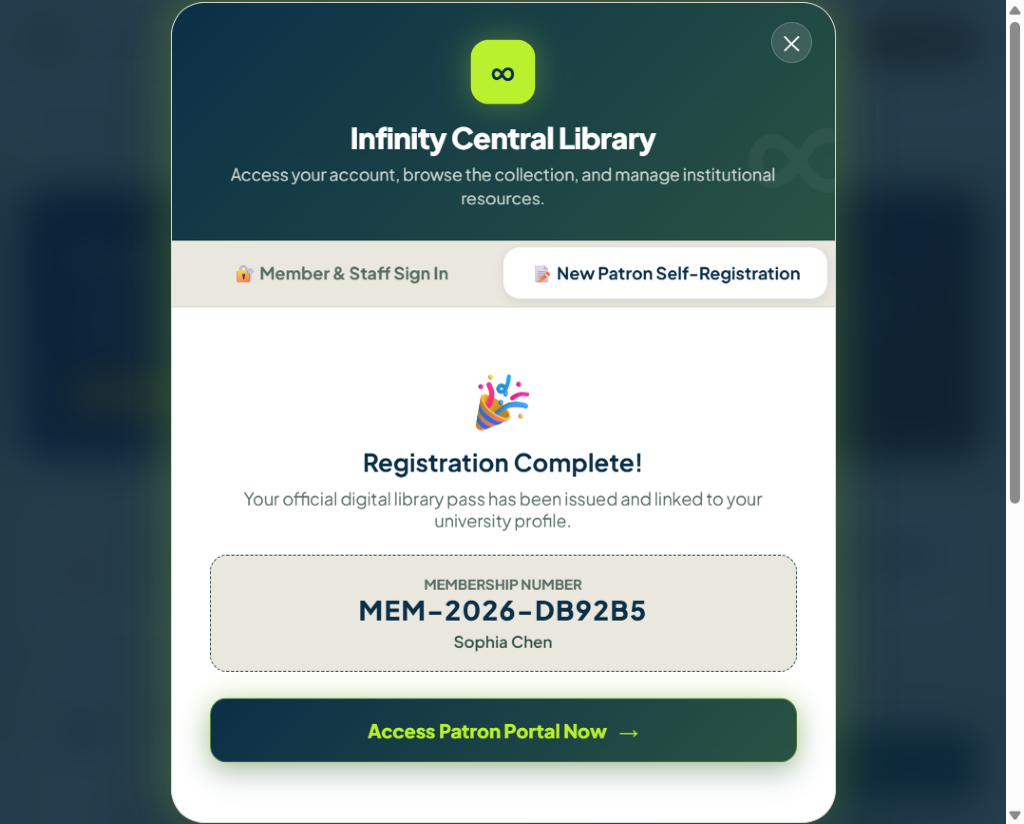 ∞
Infinity Central Library
Access your account, browse the collection, and manage institutional
resources.
Member & Staff Sign In
New Patron Self-Registration
Registration Complete!
Your official digital library pass has been issued and linked to your
university profile.
MEMBERSHIP NUMBER
MEM-2026-DB92B5
Sophia Chen
Access Patron Portal Now →